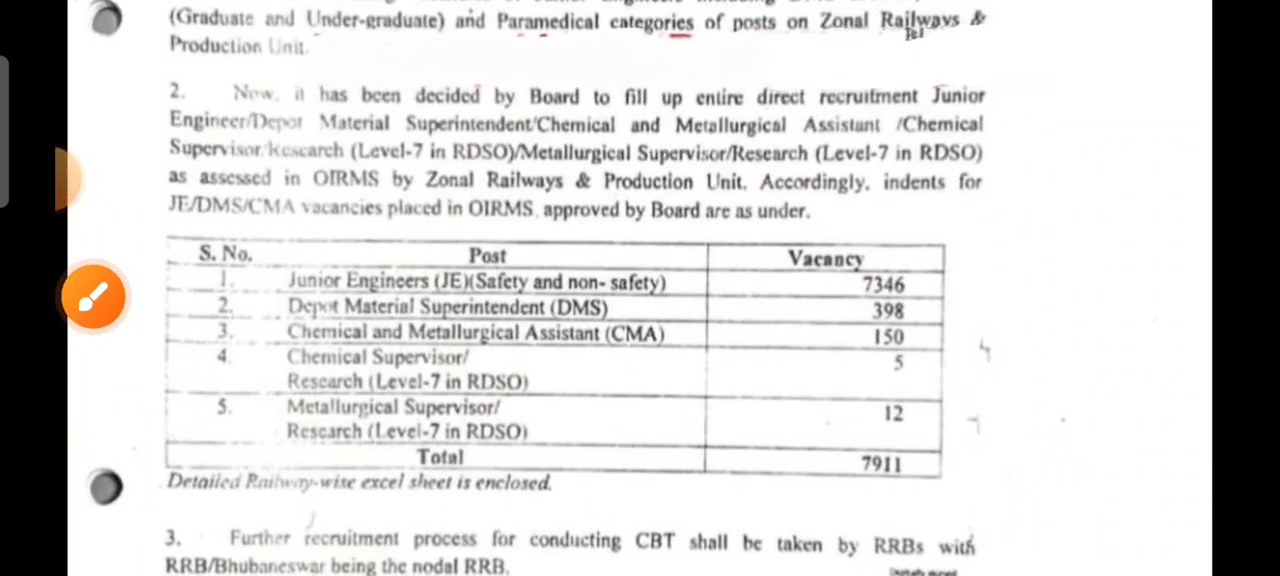 (Graduate and Under-graduate) and Paramedical categories of posts on Zonal Railways &
Production Unit.
2. Now, it has been decided by Board to fill up entire direct recruitment Junior
Engineer/Depot Material Superintendent/Chemical and Metallurgical Assistant /Chemical
Supervisor/Research (Level-7 in RDSO)/Metallurgical Supervisor/Research (Level-7 in RDSO)
as assessed in OIRMS by Zonal Railways & Production Unit. Accordingly, indents for
JE/DMS/CMA vacancies placed in OIRMS, approved by Board are as under.
S. No. Post Vacancy
1. Junior Engineers (JE)(Safety and non- safety) 7346
2. Depot Material Superintendent (DMS) 398
3. Chemical and Metallurgical Assistant (CMA) 150
4. Chemical Supervisor/ 5
Research (Level-7 in RDSO)
5. Metallurgical Supervisor/ 12
Research (Level-7 in RDSO)
Total 7911
Detailed Railway-wise excel sheet is enclosed.
3. Further recruitment process for conducting CBT shall be taken by RRBs with
RRB/Bhubaneswar being the nodal RRB.